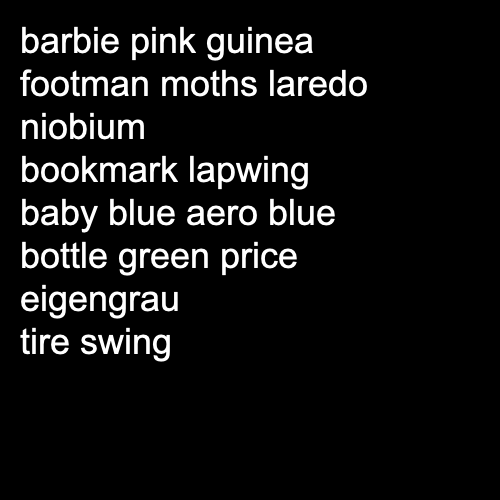 barbie pink guinea
footman moths laredo
niobium
bookmark lapwing
baby blue aero blue
bottle green price
eigengrau
tire swing